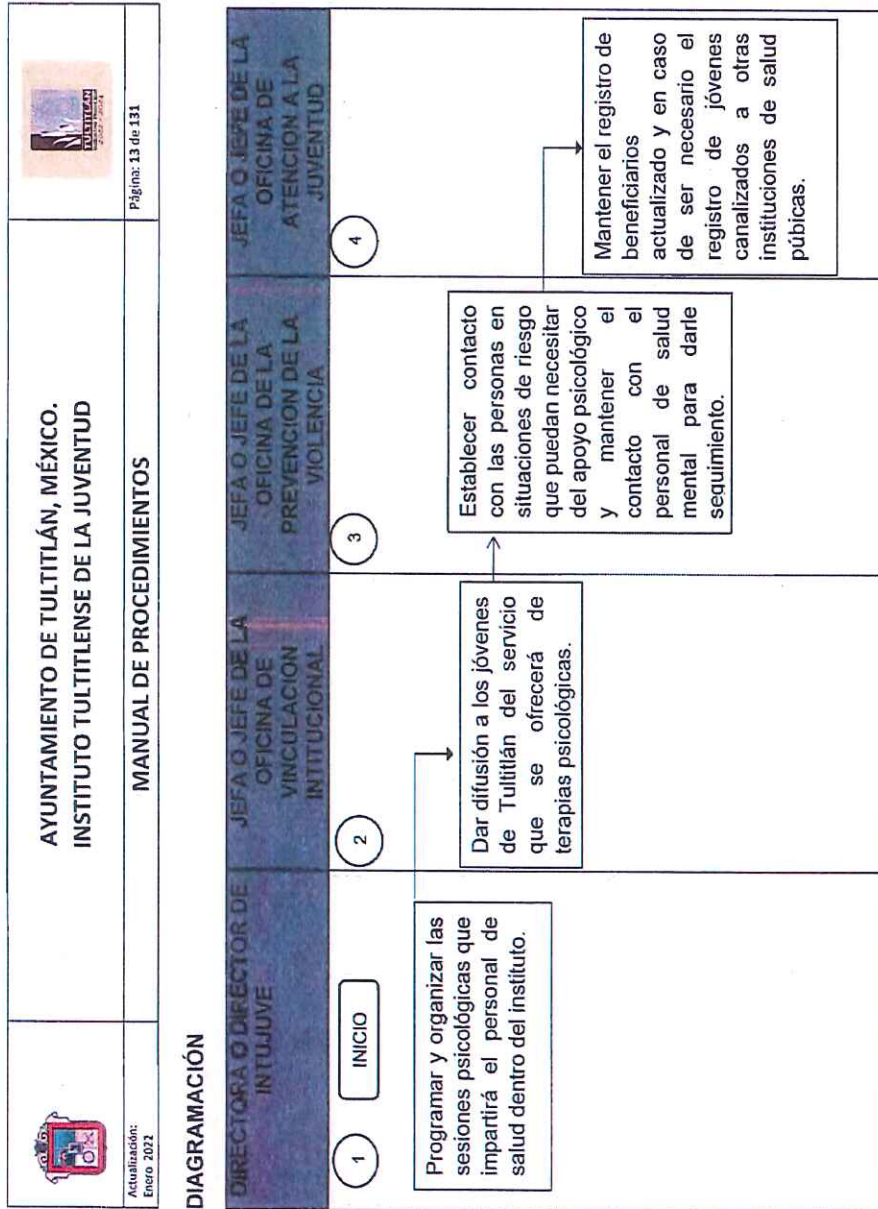 AYUNTAMIENTO DE TULTITLÁN, MÉXICO.
INSTITUTO TULTITLENSE DE LA JUVENTUD
TULTITLÁN
2022 - 2024
Actualización:
Enero 2022
MANUAL DE PROCEDIMIENTOS
Página: 13 de 131
DIAGRAMACIÓN
DIRECTORA O DIRECTOR DE
INTUJUVE
JEFA O JEFE DE LA
OFICINA DE
VINCULACION
INTITUCIONAL
JEFA O JEFE DE LA
OFICINA DE LA
PREVENCION DE LA
VIOLENCIA
JEFA O JEFE DE LA
OFICINA DE
ATENCION A LA
JUVENTUD
1
INICIO
Programar y organizar las
sesiones psicológicas que
impartirá el personal de
salud dentro del instituto.
2
Dar difusión a los jóvenes
de Tultitlán del servicio
que se ofrecerá de
terapias psicológicas.
3
Establecer contacto
con las personas en
situaciones de riesgo
que puedan necesitar
del apoyo psicológico
y mantener el
contacto con el
personal de salud
mental para darle
seguimiento.
4
Mantener el registro de
beneficiarios
actualizado y en caso
de ser necesario el
registro de jóvenes
canalizados a otras
instituciones de salud
púbicas.